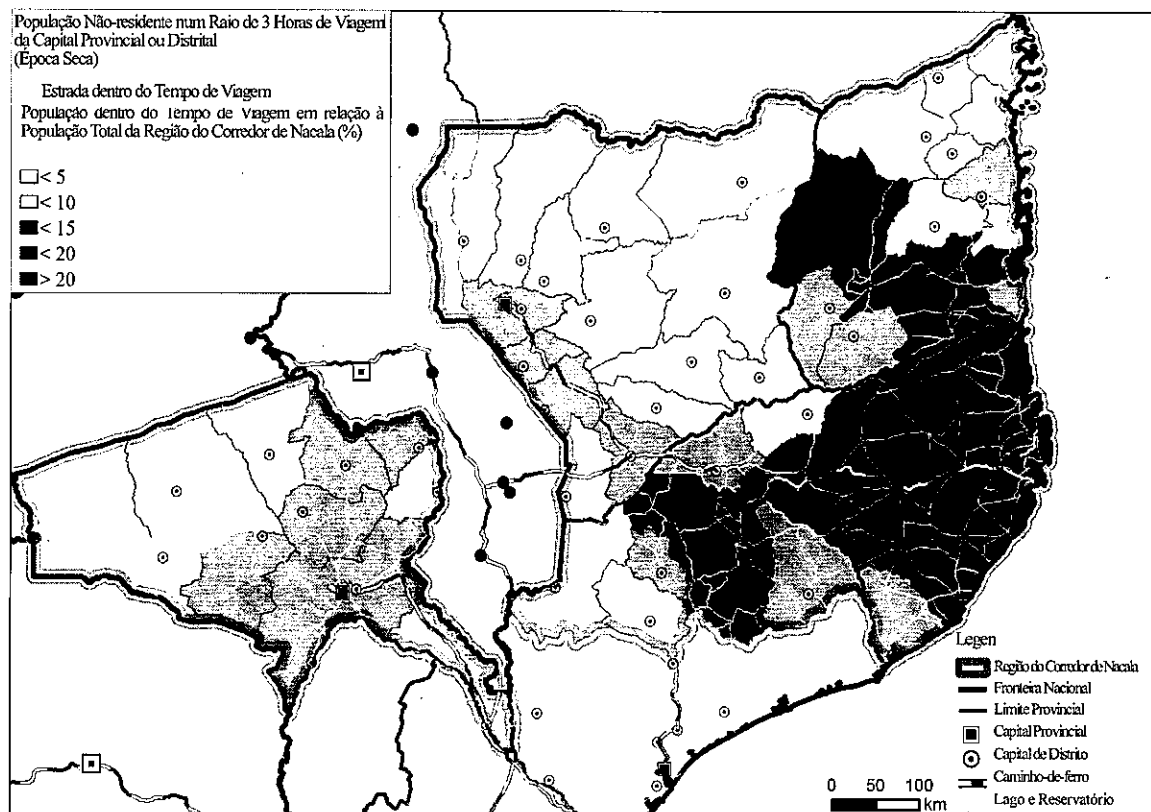 População Não-residente num Raio de 3 Horas de Viagem
da Capital Provincial ou Distrital
(Época Seca)
Estrada dentro do Tempo de Viagem
População dentro do Tempo de Viagem em relação à
População Total da Região do Corredor de Nacala (%)
< 5
< 10
< 15
< 20
> 20
Legen
Região do Corredor de Nacala
Fronteira Nacional
Límite Provincial
Capital Provincial
Capital de Distrito
Caminho-de-ferro
Lago e Reservatório
0 50 100
km